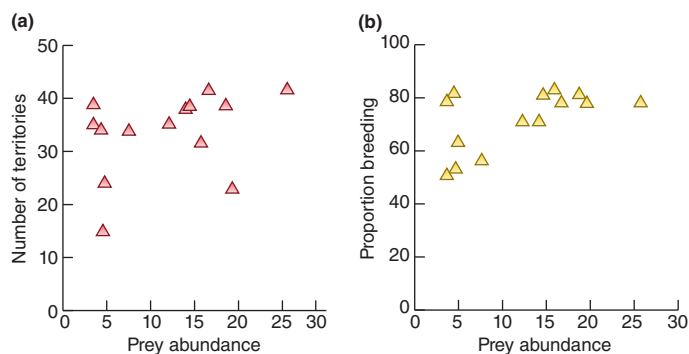 (a)
50
40
30
20
10
0
Number of territories
0 5 10 15 20 25 30
Prey abundance
(b)
100
80
60
40
20
0
Proportion breeding
0 5 10 15 20 25 30
Prey abundance